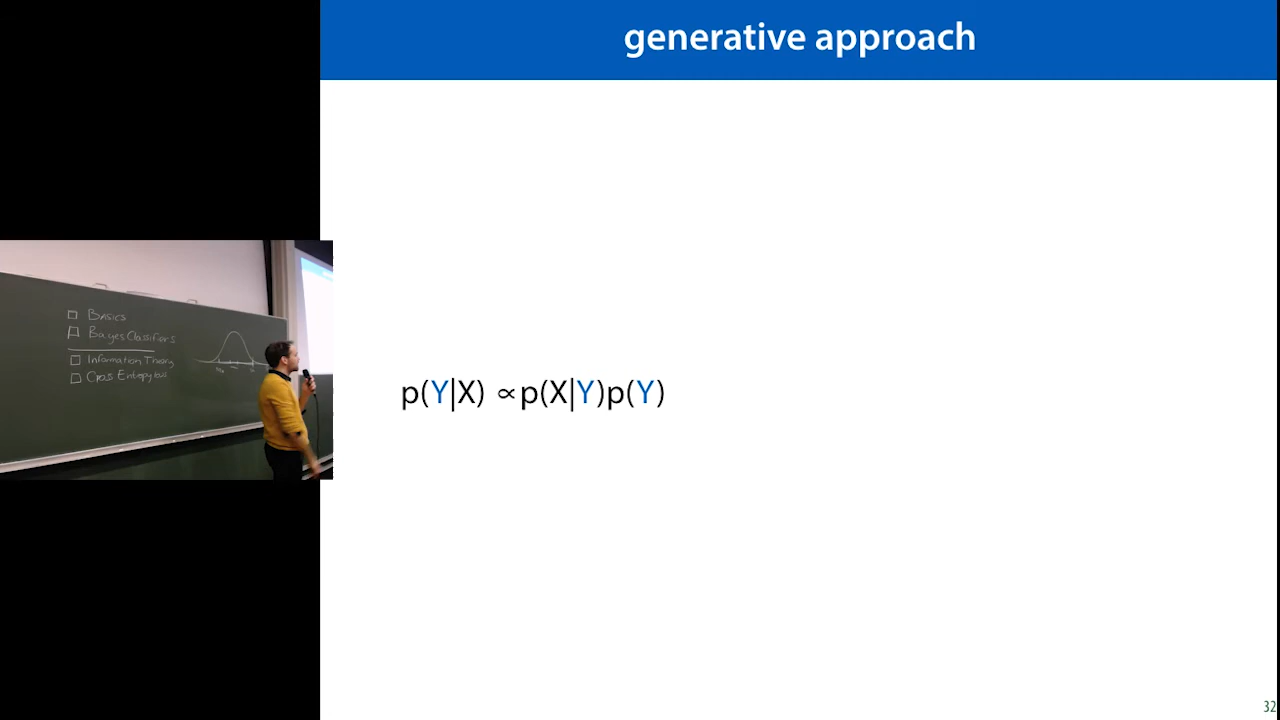 generative approach
Basics
Bayes Classifiers
Information Theory
Cross Entropy
p(Y|X) ∝p(X|Y)p(Y)
32